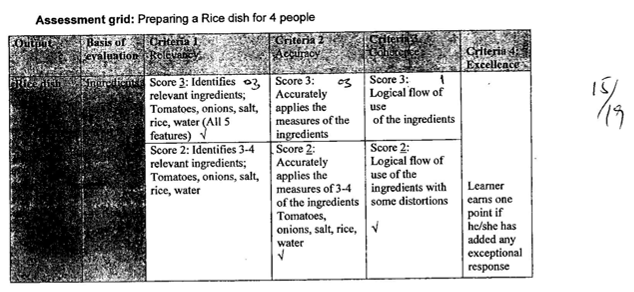 Assessment grid: Preparing a Rice dish for 4 people
Output
Basis of
evaluation
Criteria 1
Relevancy
Criteria 2
Accuracy
Criteria 3
Coherence
Criteria 4:
Excellence
Rice dish
Ingredients
Score 3: Identifies 03
relevant ingredients;
Tomatoes, onions, salt,
rice, water (All 5
features) √
Score 3: 03
Accurately
applies the
measures of the
ingredients
Score 3: 1
Logical flow of
use
of the ingredients
Score 2: Identifies 3-4
relevant ingredients;
Tomatoes, onions, salt,
rice, water
Score 2:
Accurately
applies the
measures of 3-4
of the ingredients
Tomatoes,
onions, salt, rice,
water
√
Score 2:
Logical flow of
use of the
ingredients with
some distortions
√
Learner
earns one
point if
he/she has
added any
exceptional
response
15/19